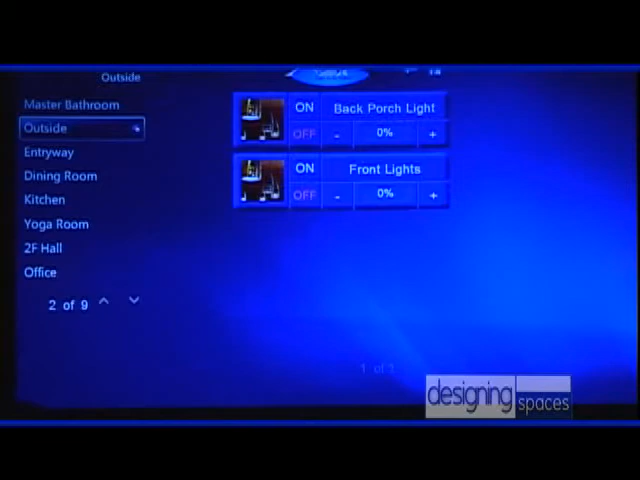 Outside
Master Bathroom
Outside
Entryway
Dining Room
Kitchen
Yoga Room
2F Hall
Office
2 of 9
ON Back Porch Light
OFF - 0% +
ON Front Lights
OFF - 0% +
1 of 1
designing spaces